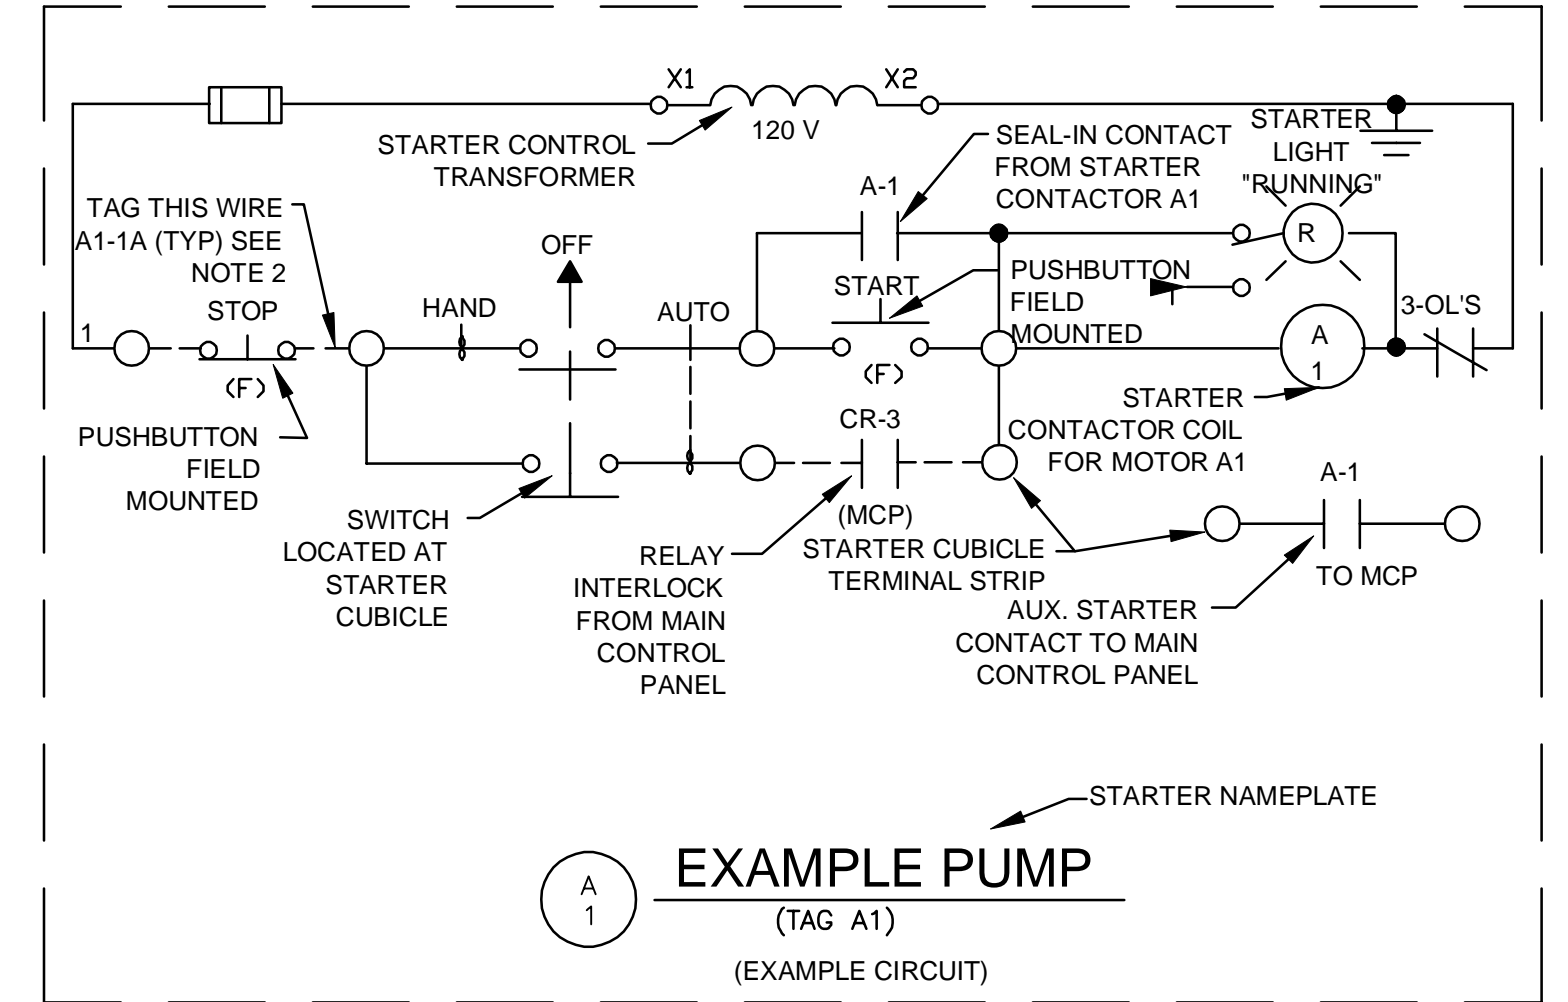 X1
X2
120 V
STARTER CONTROL
TRANSFORMER
SEAL-IN CONTACT
FROM STARTER
CONTACTOR A1
STARTER
LIGHT
"RUNNING"
A-1
R
TAG THIS WIRE
A1-1A (TYP) SEE
NOTE 2
STOP
1
(F)
PUSHBUTTON
FIELD
MOUNTED
HAND
OFF
AUTO
START
(F)
PUSHBUTTON
FIELD
MOUNTED
3-OL'S
A
1
STARTER
CONTACTOR COIL
FOR MOTOR A1
CR-3
(MCP)
SWITCH
LOCATED AT
STARTER
CUBICLE
RELAY
INTERLOCK
FROM MAIN
CONTROL
PANEL
STARTER CUBICLE
TERMINAL STRIP
A-1
TO MCP
AUX. STARTER
CONTACT TO MAIN
CONTROL PANEL
STARTER NAMEPLATE
A
1
EXAMPLE PUMP
(TAG A1)
(EXAMPLE CIRCUIT)